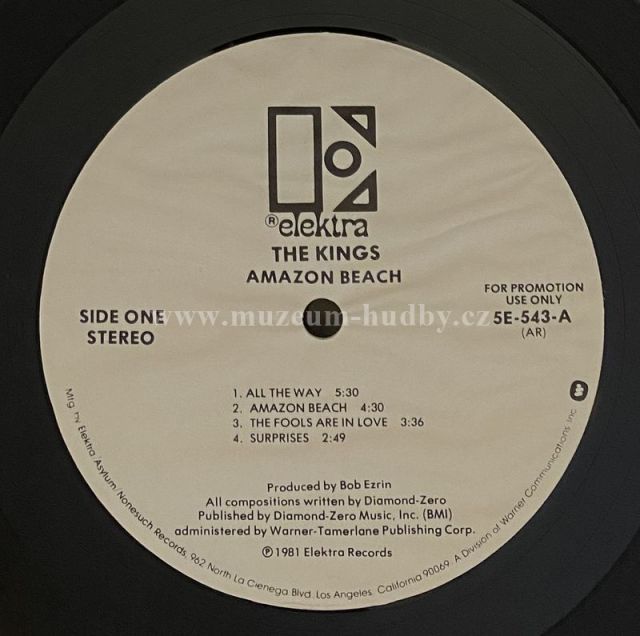 ® elektra
THE KINGS
AMAZON BEACH
FOR PROMOTION
USE ONLY
SIDE ONE
STEREO
5E-543-A
(AR)
www.muzeum-hudby.cz
1. ALL THE WAY 5:30
2. AMAZON BEACH 4:30
3. THE FOOLS ARE IN LOVE 3:36
4. SURPRISES 2:49
Produced by Bob Ezrin
All compositions written by Diamond-Zero
Published by Diamond-Zero Music, Inc. (BMI)
administered by Warner-Tamerlane Publishing Corp.
℗ 1981 Elektra Records
Mfg. by Elektra/Asylum/Nonesuch Records, 962 North La Cienega Blvd. Los Angeles, California 90069. A Division of Warner Communications Inc.